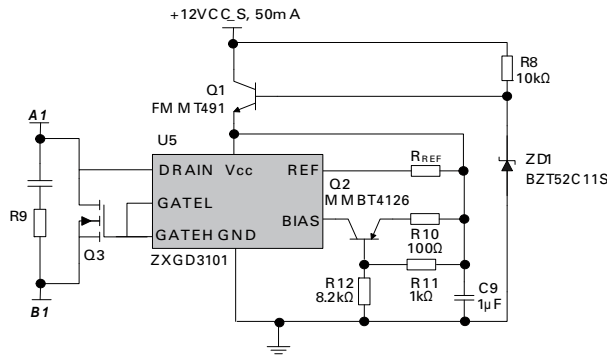 +12VCC_S, 50mA
R8
10kΩ
Q1
FMMT491
A1
U5
ZD1
BZT52C11S
DRAIN Vcc REF
RREF
Q2
MMBT4126
GATEL
R9
BIAS
GATEH GND
R10
100Ω
Q3
ZXGD3101
R12
8.2kΩ
R11
1kΩ
C9
1µF
B1